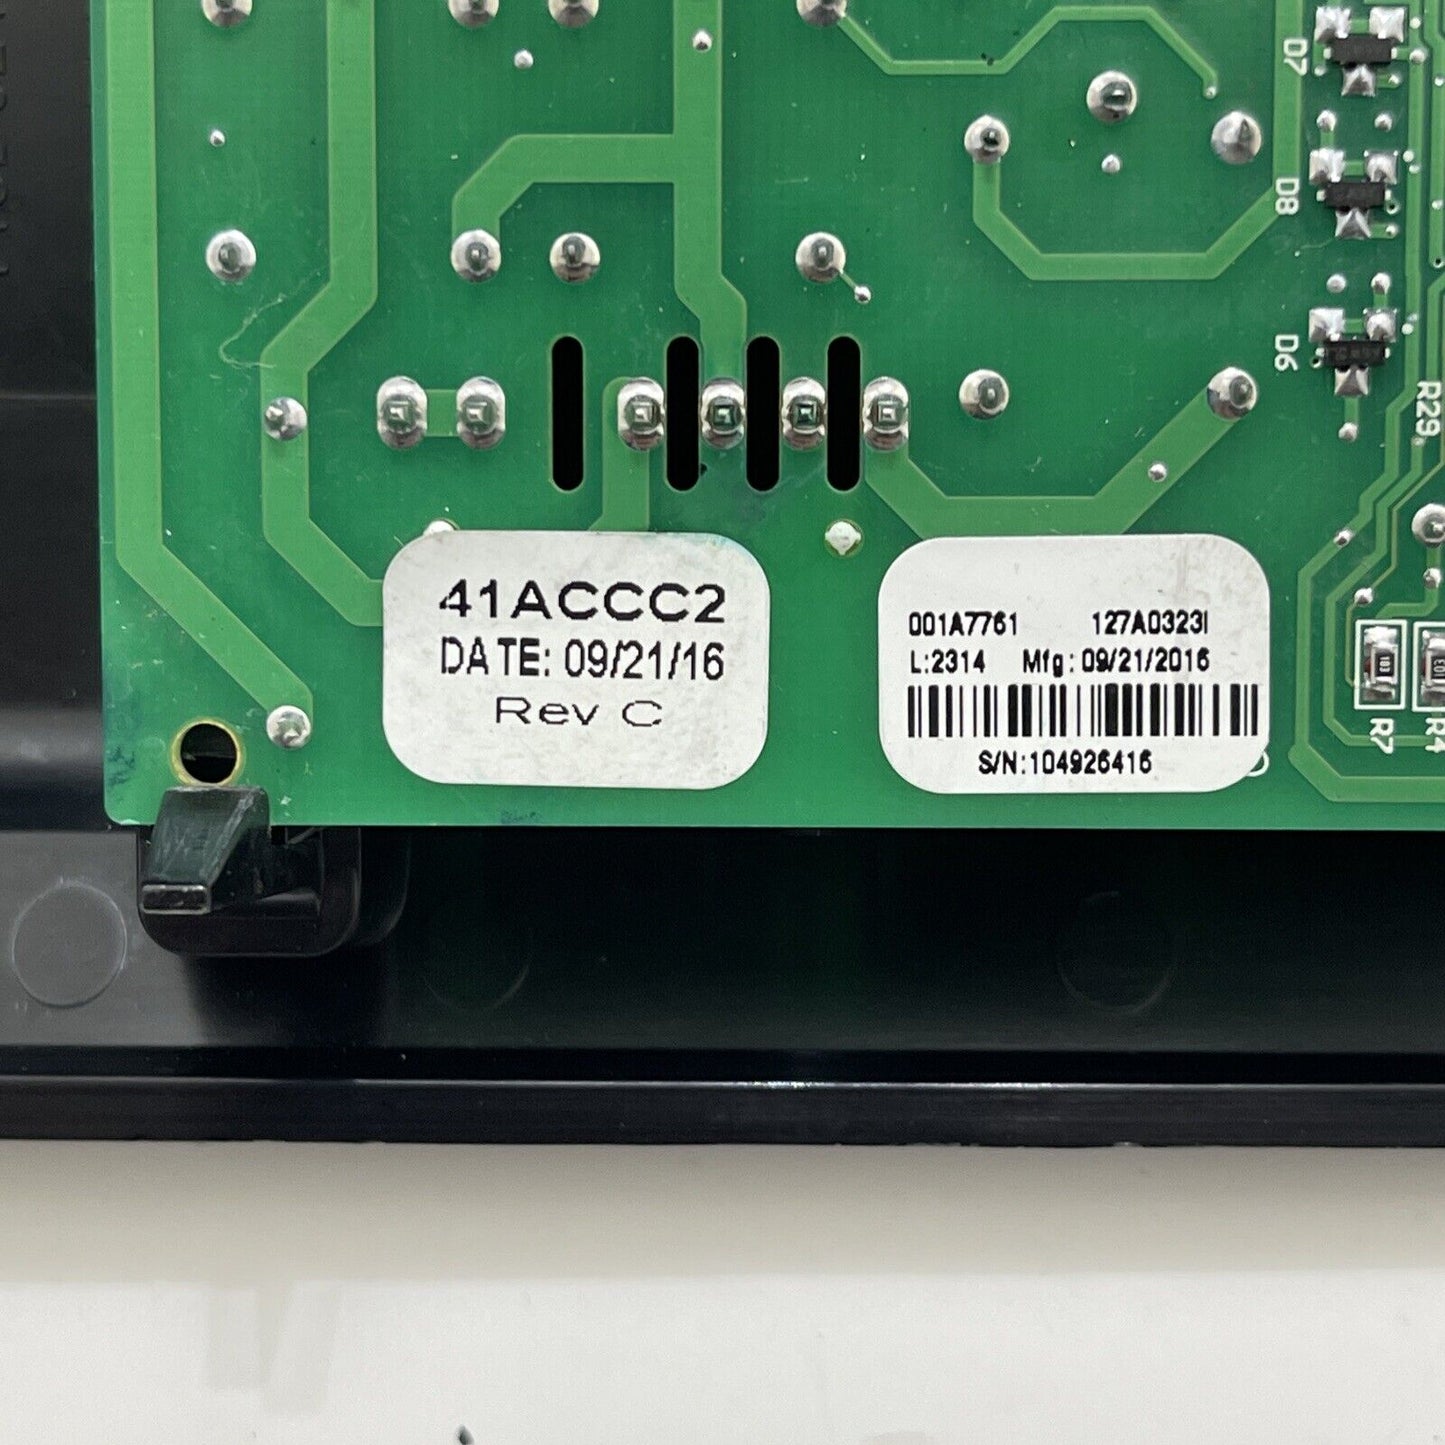 D7
D8
D6
R29
41ACCC2
DATE: 09/21/16
Rev C
001A7761 127A0323I
L:2314 Mfg: 09/21/2016
S/N:104926416
R7
R4
181